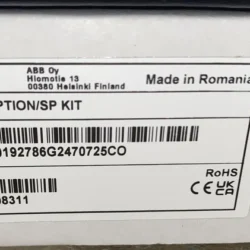 ABB Oy
Hiomotie 13
00380 Helsinki Finland
Made in Romania
PTION/SP KIT
0192786G2470725CO
RoHS
CE UK CA
08311